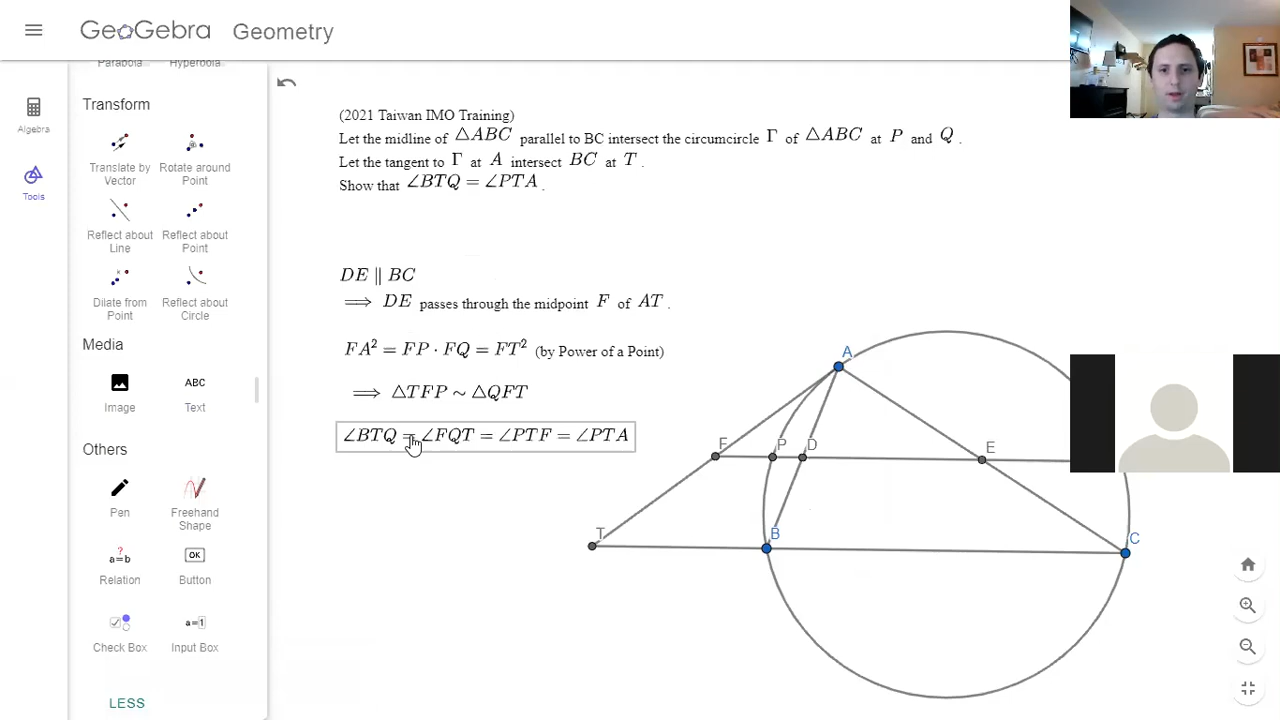 GeoGebra Geometry
Parabola Hyperbola
Algebra
Tools
Transform
Translate by Vector
Rotate around Point
Reflect about Line
Reflect about Point
Dilate from Point
Reflect about Circle
Media
Image
ABC
Text
Others
Pen
Freehand Shape
?
a=b
Relation
OK
Button
Check Box
a=1
Input Box
LESS
(2021 Taiwan IMO Training)
Let the midline of △ABC parallel to BC intersect the circumcircle Γ of △ABC at P and Q .
Let the tangent to Γ at A intersect BC at T .
Show that ∠BTQ = ∠PTA .
DE ∥ BC
⟹ DE passes through the midpoint F of AT .
FA² = FP · FQ = FT² (by Power of a Point)
⟹ △TFP ∼ △QFT
∠BTQ = ∠FQT = ∠PTF = ∠PTA
A
F P D E
T B C